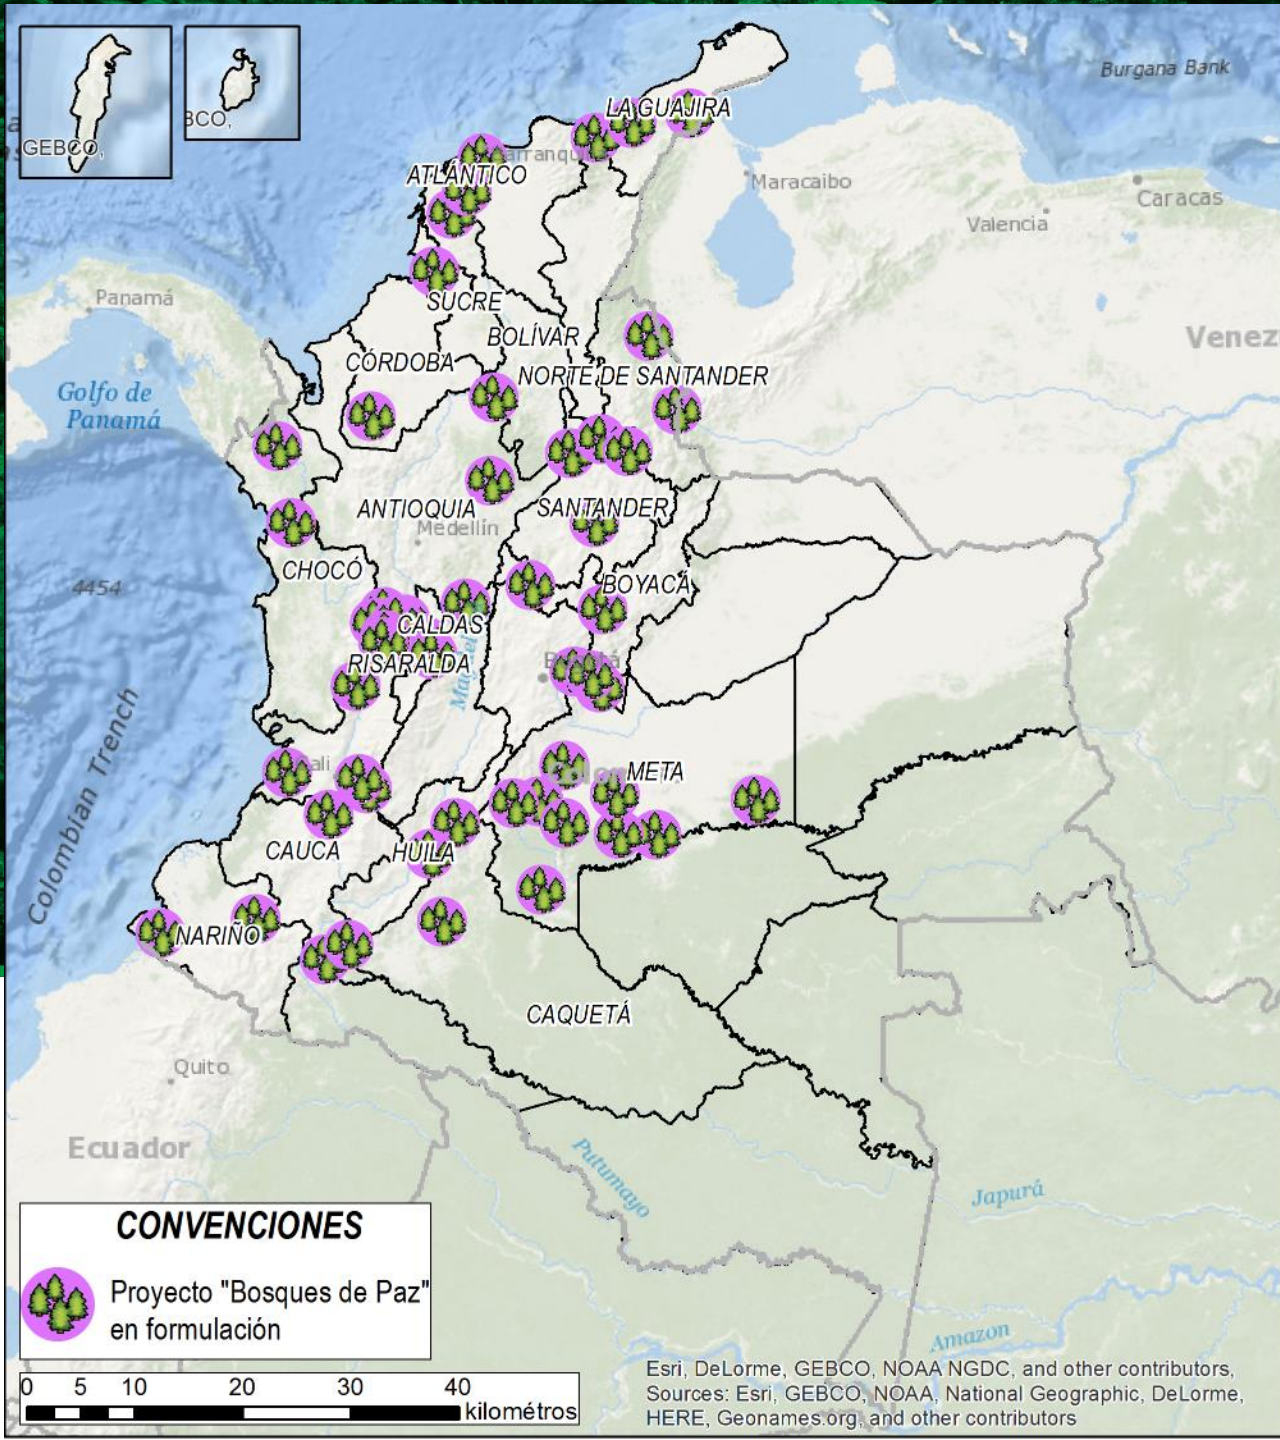 GEBCO,
BCO,
Burgana Bank
LA GUAJIRA
arranqu
ATLÁNTICO
Maracaibo
Caracas
Valencia
Panamá
SUCRE
BOLÍVAR
Venez
CÓRDOBA
NORTE DE SANTANDER
Golfo de
Panamá
ANTIOQUIA
SANTANDER
Medellín
CHOCÓ
4454
BOYACÁ
CALDAS
RISARALDA
Colombian Trench
ali
META
CAUCA
HUILA
NARIÑO
CAQUETÁ
Quito
Ecuador
Putumayo
Japurá
Amazon
CONVENCIONES
Proyecto "Bosques de Paz"
en formulación
0 5 10 20 30 40
kilométros
Esri, DeLorme, GEBCO, NOAA NGDC, and other contributors,
Sources: Esri, GEBCO, NOAA, National Geographic, DeLorme,
HERE, Geonames.org, and other contributors